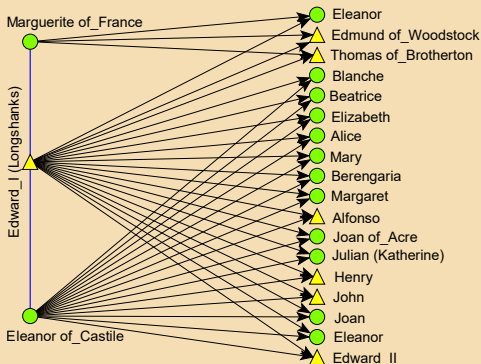 Marguerite of_France
Edward_I (Longshanks)
Eleanor of_Castile
Eleanor
Edmund of_Woodstock
Thomas of_Brotherton
Blanche
Beatrice
Elizabeth
Alice
Mary
Berengaria
Margaret
Alfonso
Joan of_Acre
Julian (Katherine)
Henry
John
Joan
Eleanor
Edward_II